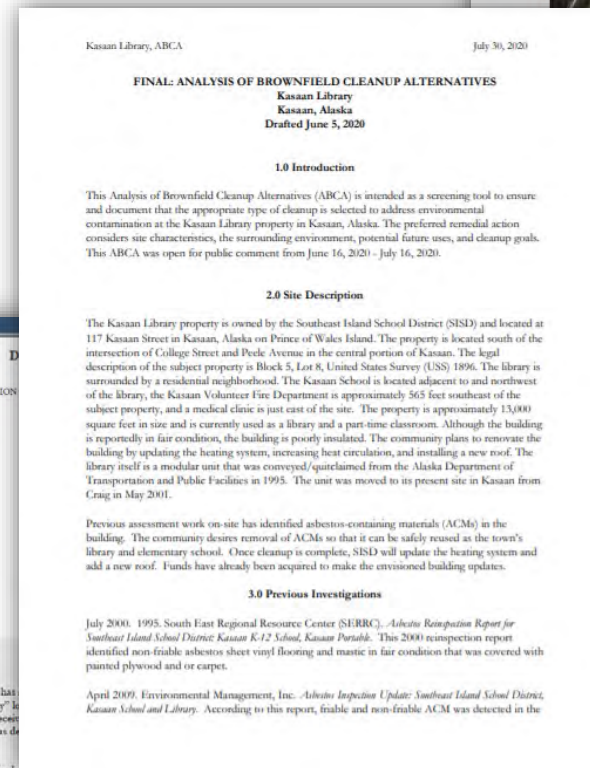 Kasaan Library, ABCA July 30, 2020
FINAL: ANALYSIS OF BROWNFIELD CLEANUP ALTERNATIVES
Kasaan Library
Kasaan, Alaska
Drafted June 5, 2020
1.0 Introduction
This Analysis of Brownfield Cleanup Alternatives (ABCA) is intended as a screening tool to ensure
and document that the appropriate type of cleanup is selected to address environmental
contamination at the Kasaan Library property in Kasaan, Alaska. The preferred remedial action
considers site characteristics, the surrounding environment, potential future uses, and cleanup goals.
This ABCA was open for public comment from June 16, 2020 - July 16, 2020.
2.0 Site Description
The Kasaan Library property is owned by the Southeast Island School District (SISD) and located at
117 Kasaan Street in Kasaan, Alaska on Prince of Wales Island. The property is located south of the
intersection of College Street and Peele Avenue in the central portion of Kasaan. The legal
description of the subject property is Block 5, Lot 8, United States Survey (USS) 1896. The library is
surrounded by a residential neighborhood. The Kasaan School is located adjacent to and northwest
of the library, the Kasaan Volunteer Fire Department is approximately 565 feet southeast of the
subject property, and a medical clinic is just east of the site. The property is approximately 13,000
square feet in size and is currently used as a library and a part-time classroom. Although the building
is reportedly in fair condition, the building is poorly insulated. The community plans to renovate the
building by updating the heating system, increasing heat circulation, and installing a new roof. The
library itself is a modular unit that was conveyed/quitclaimed from the Alaska Department of
Transportation and Public Facilities in 1995. The unit was moved to its present site in Kasaan from
Craig in May 2001.
Previous assessment work on-site has identified asbestos-containing materials (ACMs) in the
building. The community desires removal of ACMs so that it can be safely reused as the town's
library and elementary school. Once cleanup is complete, SISD will update the heating system and
add a new roof. Funds have already been acquired to make the envisioned building updates.
3.0 Previous Investigations
July 2000. 1995. South East Regional Resource Center (SERRC). Asbestos Reinspection Report for
Southeast Island School District: Kasaan K-12 School, Kasaan Portable. This 2000 reinspection report
identified non-friable asbestos sheet vinyl flooring and mastic in fair condition that was covered with
painted plywood and or carpet.
April 2009. Environmental Management, Inc. Asbestos Inspection Update: Southeast Island School District,
Kasaan School and Library. According to this report, friable and non-friable ACM was detected in the
D
ION